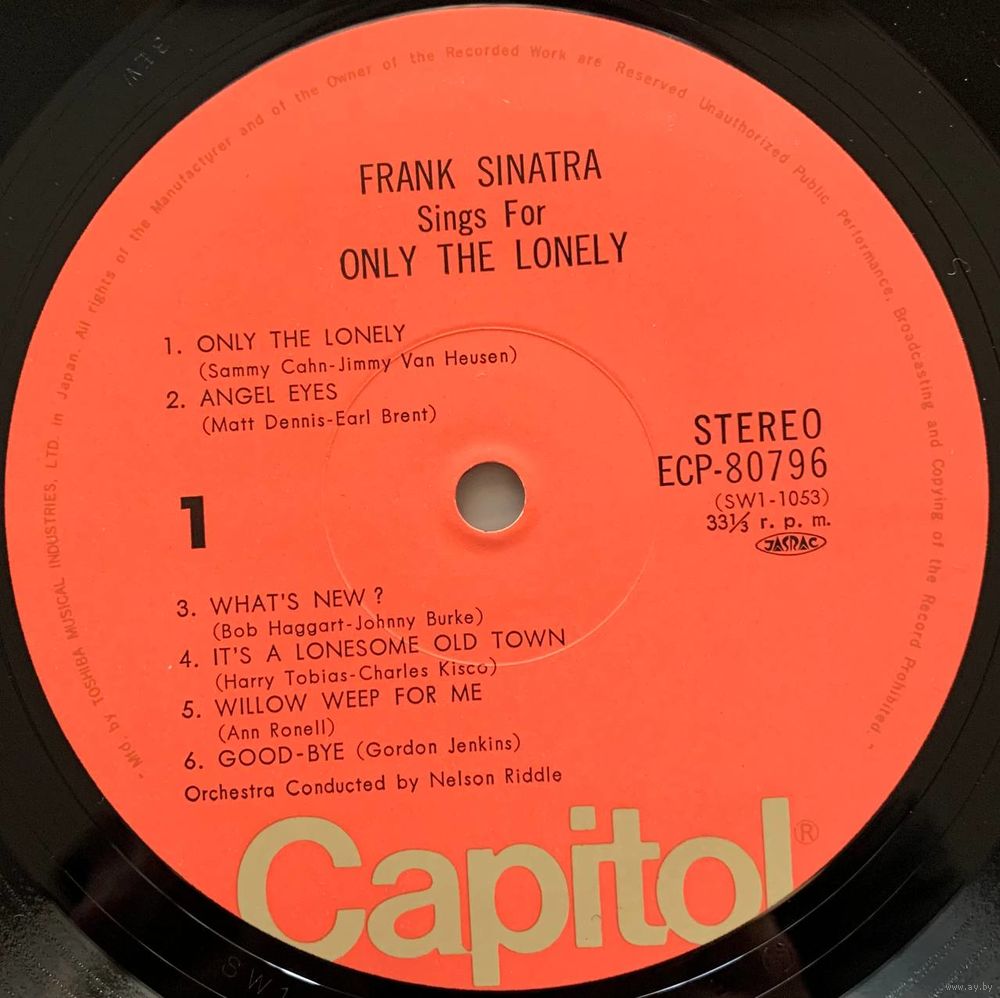 Mfd. by TOSHIBA MUSICAL INDUSTRIES, LTD. in Japan. All rights of the Manufacturer and of the Owner of the Recorded Work are Reserved Unauthorized Public Performance, Broadcasting and Copying of the Record Prohibited.
FRANK SINATRA
Sings For
ONLY THE LONELY
1. ONLY THE LONELY
(Sammy Cahn-Jimmy Van Heusen)
2. ANGEL EYES
(Matt Dennis-Earl Brent)
STEREO
ECP-80796
(SW1-1053)
33⅓ r. p. m.
JASRAC
1
3. WHAT'S NEW?
(Bob Haggart-Johnny Burke)
4. IT'S A LONESOME OLD TOWN
(Harry Tobias-Charles Kisco)
5. WILLOW WEEP FOR ME
(Ann Ronell)
6. GOOD-BYE (Gordon Jenkins)
Orchestra Conducted by Nelson Riddle
Capitol®
www.ay.by